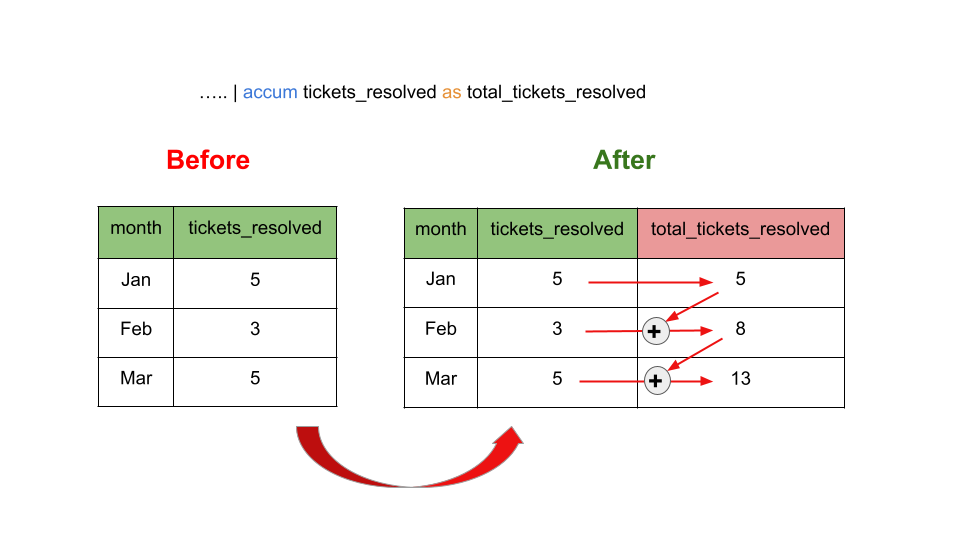 ….. | accum tickets_resolved as total_tickets_resolved
Before
After
month tickets_resolved
Jan 5
Feb 3
Mar 5
month tickets_resolved total_tickets_resolved
Jan 5 5
Feb 3 + 8
Mar 5 + 13